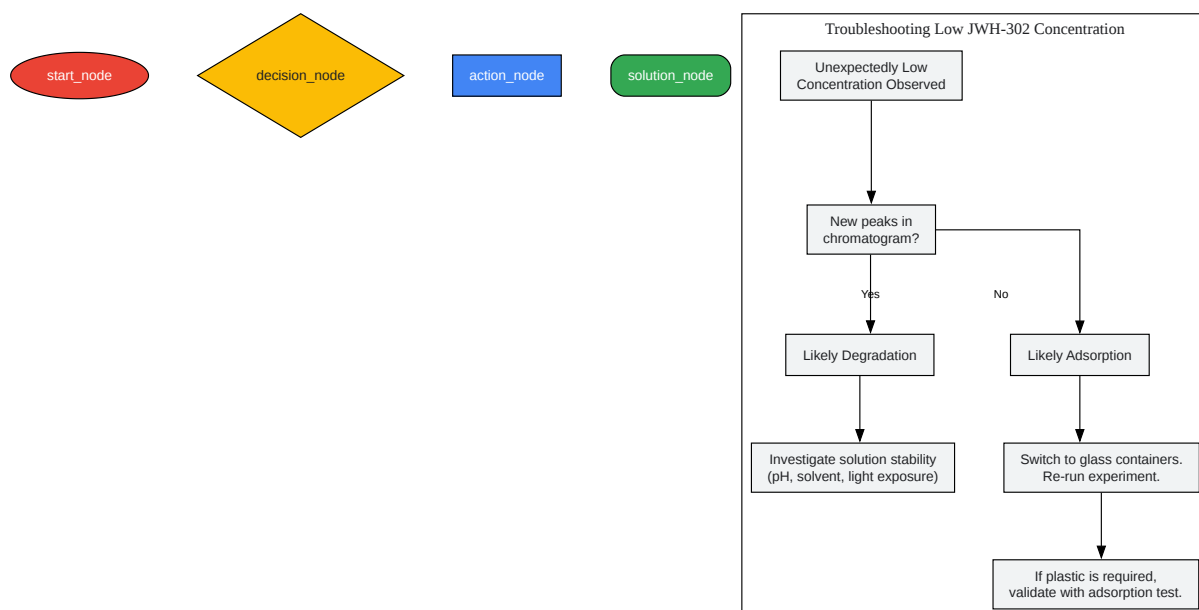 start_node
decision_node
action_node
solution_node
Troubleshooting Low JWH-302 Concentration
Unexpectedly Low
Concentration Observed
New peaks in
chromatogram?
Yes
No
Likely Degradation
Likely Adsorption
Investigate solution stability
(pH, solvent, light exposure)
Switch to glass containers.
Re-run experiment.
If plastic is required,
validate with adsorption test.